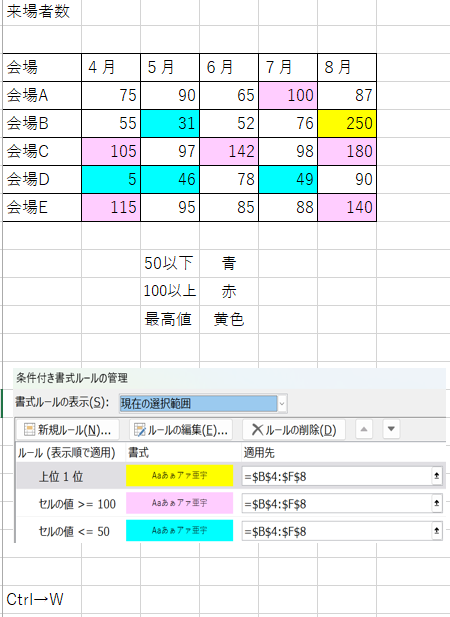 来場者数
会場 4月 5月 6月 7月 8月
会場A 75 90 65 100 87
会場B 55 31 52 76 250
会場C 105 97 142 98 180
会場D 5 46 78 49 90
会場E 115 95 85 88 140
50以下 青
100以上 赤
最高値 黄色
条件付き書式ルールの管理
書式ルールの表示(S): 現在の選択範囲
新規ルール(N)... ルールの編集(E)... ルールの削除(D)
ルール (表示順で適用) 書式 適用先
上位 1 位 Aaあぁアァ亜宇 =$B$4:$F$8
セルの値 >= 100 Aaあぁアァ亜宇 =$B$4:$F$8
セルの値 <= 50 Aaあぁアァ亜宇 =$B$4:$F$8
Ctrl→W